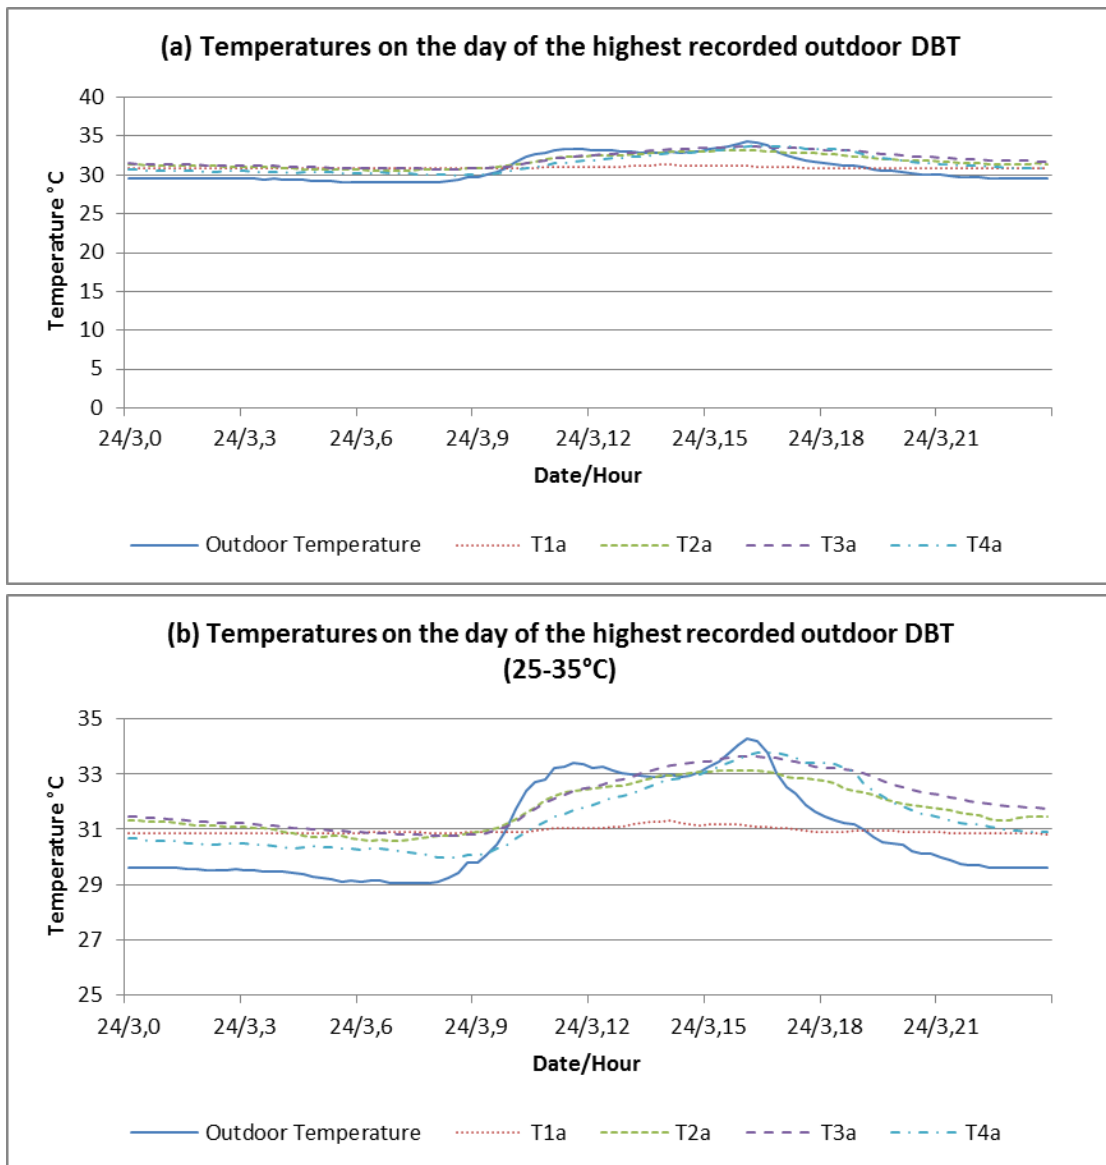 (a) Temperatures on the day of the highest recorded outdoor DBT
Temperature ˚C
40
35
30
25
20
15
10
5
0
24/3,0 24/3,3 24/3,6 24/3,9 24/3,12 24/3,15 24/3,18 24/3,21
Date/Hour
Outdoor Temperature T1a T2a T3a T4a
(b) Temperatures on the day of the highest recorded outdoor DBT
(25-35°C)
Temperature ˚C
35
33
31
29
27
25
24/3,0 24/3,3 24/3,6 24/3,9 24/3,12 24/3,15 24/3,18 24/3,21
Date/Hour
Outdoor Temperature T1a T2a T3a T4a